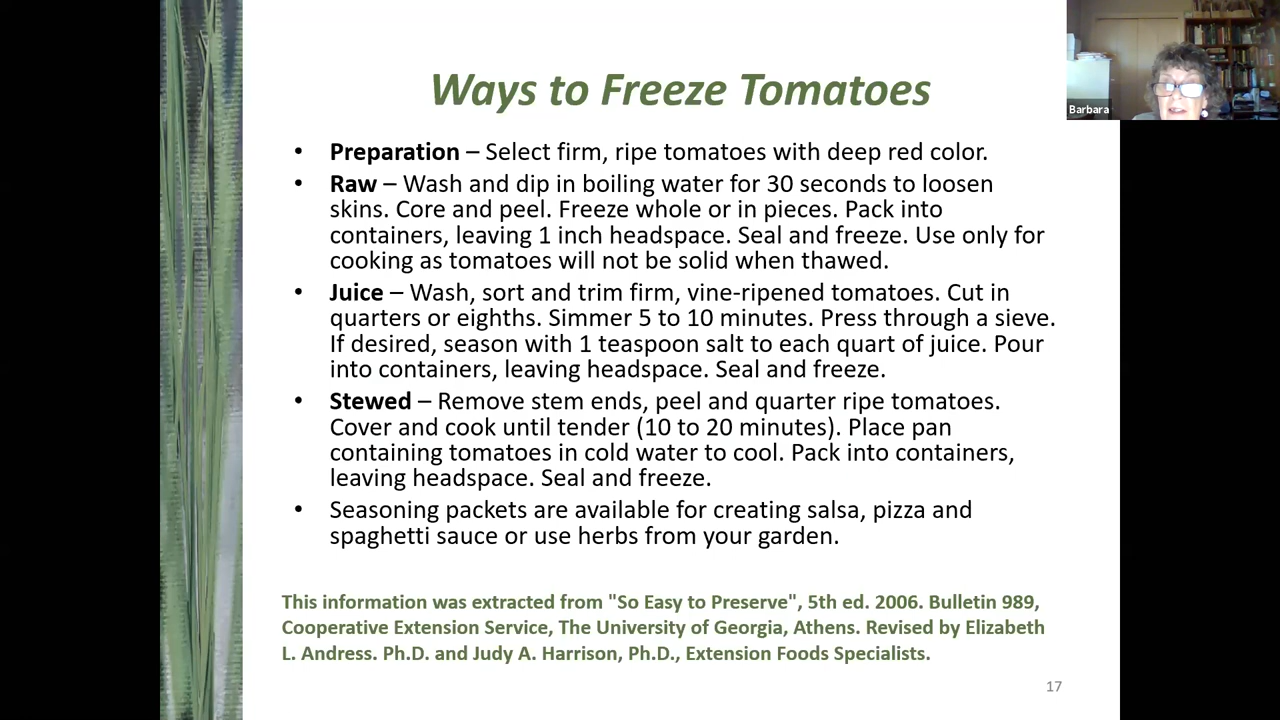 Ways to Freeze Tomatoes
Barbara
• Preparation – Select firm, ripe tomatoes with deep red color.
• Raw – Wash and dip in boiling water for 30 seconds to loosen
skins. Core and peel. Freeze whole or in pieces. Pack into
containers, leaving 1 inch headspace. Seal and freeze. Use only for
cooking as tomatoes will not be solid when thawed.
• Juice – Wash, sort and trim firm, vine-ripened tomatoes. Cut in
quarters or eighths. Simmer 5 to 10 minutes. Press through a sieve.
If desired, season with 1 teaspoon salt to each quart of juice. Pour
into containers, leaving headspace. Seal and freeze.
• Stewed – Remove stem ends, peel and quarter ripe tomatoes.
Cover and cook until tender (10 to 20 minutes). Place pan
containing tomatoes in cold water to cool. Pack into containers,
leaving headspace. Seal and freeze.
• Seasoning packets are available for creating salsa, pizza and
spaghetti sauce or use herbs from your garden.
This information was extracted from "So Easy to Preserve", 5th ed. 2006. Bulletin 989,
Cooperative Extension Service, The University of Georgia, Athens. Revised by Elizabeth
L. Andress. Ph.D. and Judy A. Harrison, Ph.D., Extension Foods Specialists.
17